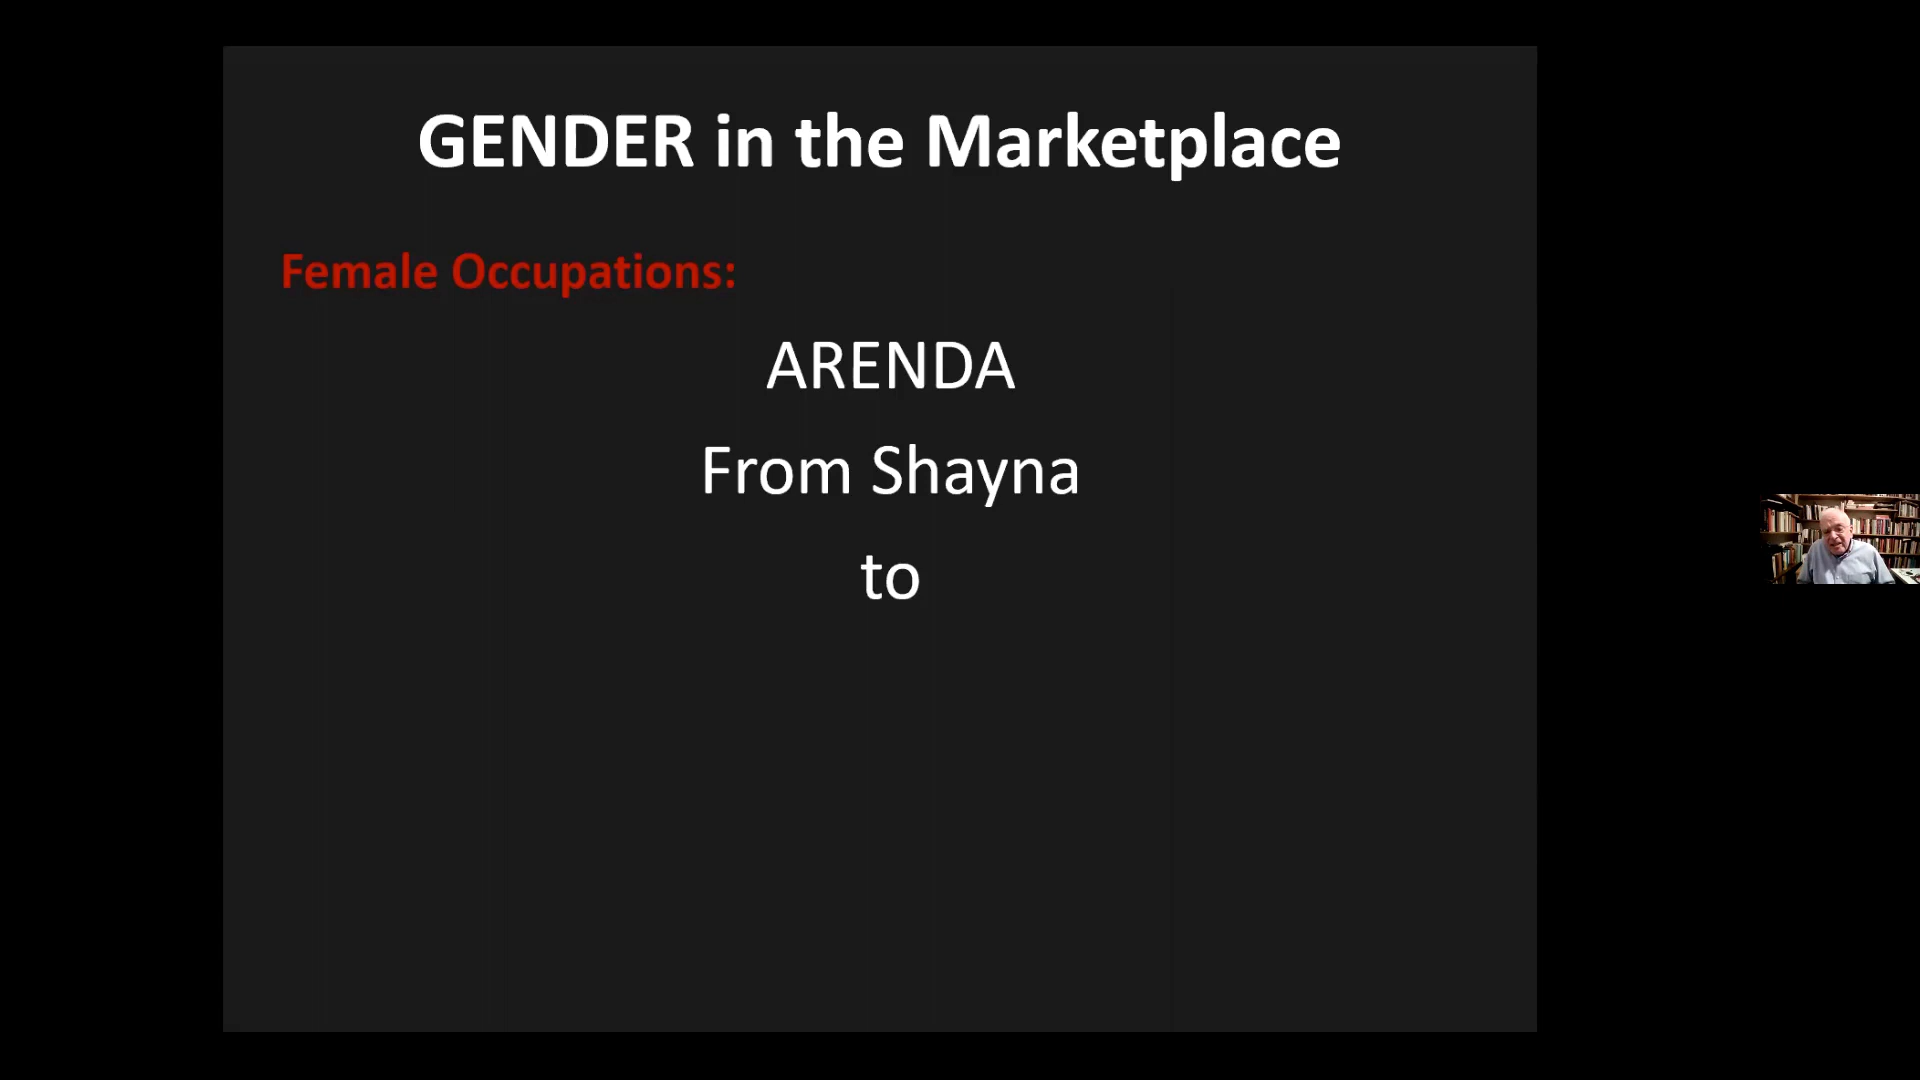 GENDER in the Marketplace
Female Occupations:
ARENDA
From Shayna
to